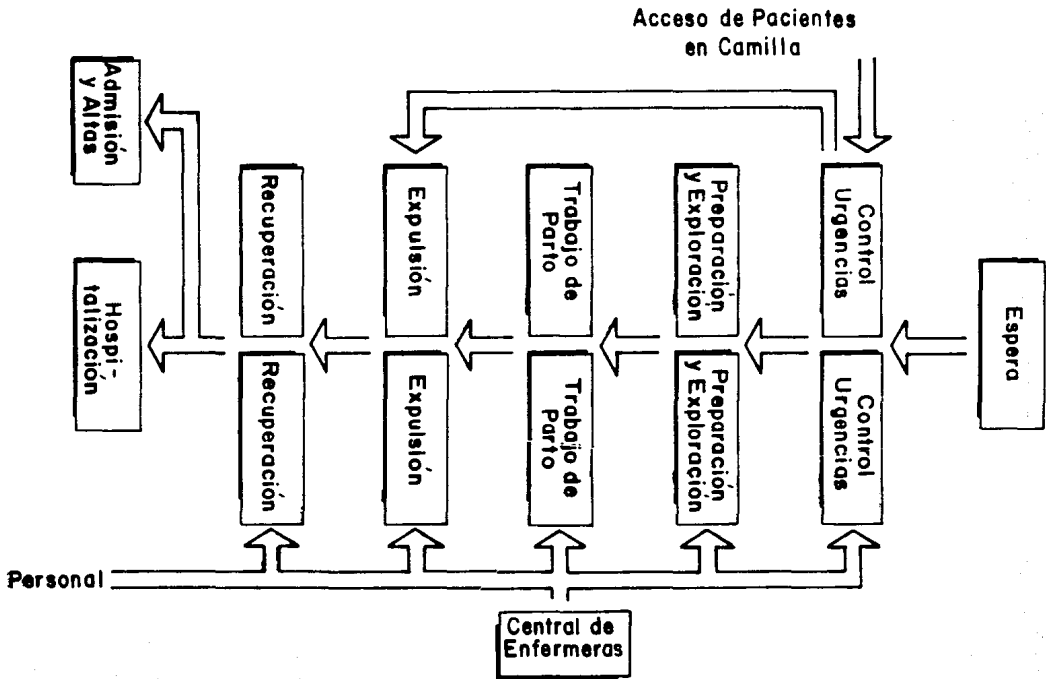 Acceso de Pacientes
en Camilla
Admisión
y Altas
Recuperación
Expulsión
Trabajo de
Parto
Preparación
y Exploración
Control
Urgencias
Hospi-
talización
Espera
Recuperación
Expulsión
Trabajo de
Parto
Preparación
y Exploración
Control
Urgencias
Personal
Central de
Enfermeras